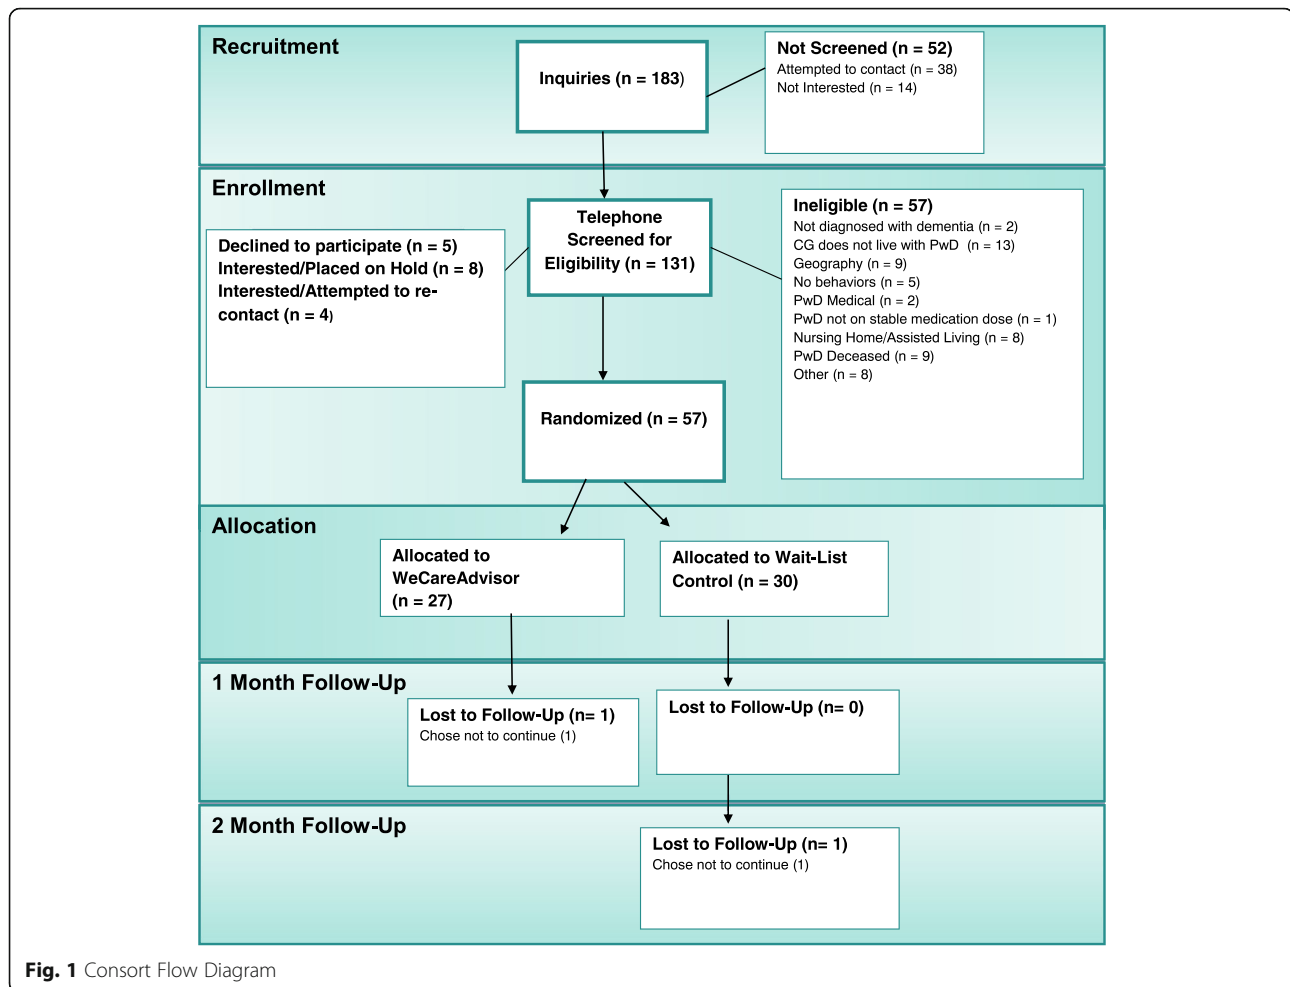 Recruitment
Inquiries (n = 183)
Not Screened (n = 52)
Attempted to contact (n = 38)
Not Interested (n = 14)
Enrollment
Telephone
Screened for
Eligibility (n = 131)
Declined to participate (n = 5)
Interested/Placed on Hold (n = 8)
Interested/Attempted to re-
contact (n = 4)
Ineligible (n = 57)
Not diagnosed with dementia (n = 2)
CG does not live with PwD (n = 13)
Geography (n = 9)
No behaviors (n = 5)
PwD Medical (n = 2)
PwD not on stable medication dose (n = 1)
Nursing Home/Assisted Living (n = 8)
PwD Deceased (n = 9)
Other (n = 8)
Randomized (n = 57)
Allocation
Allocated to
WeCareAdvisor
(n = 27)
Allocated to Wait-List
Control (n = 30)
1 Month Follow-Up
Lost to Follow-Up (n= 1)
Chose not to continue (1)
Lost to Follow-Up (n= 0)
2 Month Follow-Up
Lost to Follow-Up (n= 1)
Chose not to continue (1)
Fig. 1 Consort Flow Diagram